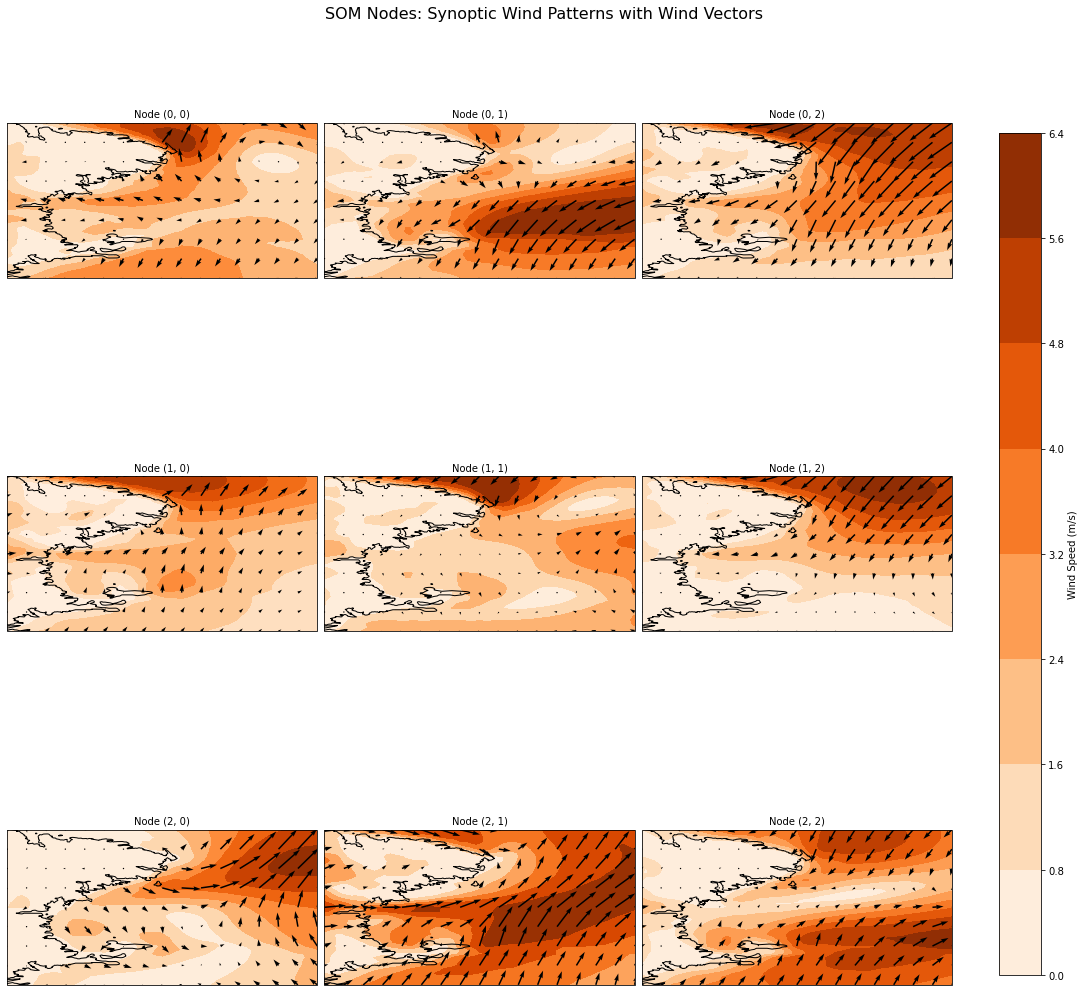 SOM Nodes: Synoptic Wind Patterns with Wind Vectors
Node (0, 0)
Node (0, 1)
Node (0, 2)
Node (1, 0)
Node (1, 1)
Node (1, 2)
Node (2, 0)
Node (2, 1)
Node (2, 2)
6.4
5.6
4.8
4.0
3.2
2.4
1.6
0.8
0.0
Wind Speed (m/s)